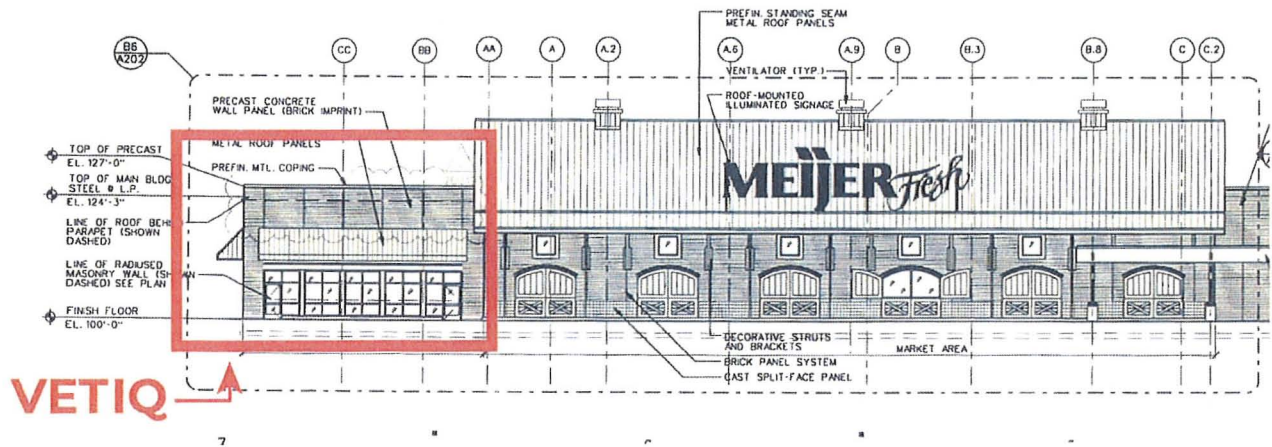 PREFIN. STANDING SEAM
METAL ROOF PANELS
B6
A202
CC
BB
AA
A
A.2
A.6
A.9
B
B.3
B.8
C
C.2
VENTILATOR (TYP.)
PRECAST CONCRETE
WALL PANEL (BRICK IMPRINT)
ROOF-MOUNTED
ILLUMINATED SIGNAGE
METAL ROOF PANELS
TOP OF PRECAST
EL. 127'-0"
PREFIN. MTL. COPING
TOP OF MAIN BLDG
STEEL @ L.P.
EL. 124'-3"
MEIJER Fresh
LINE OF ROOF BEHI
PARAPET (SHOWN
DASHED)
LINE OF RADIUSED
MASONRY WALL (SH N
DASHED) SEE PLAN
FINISH FLOOR
EL. 100'-0"
DECORATIVE STRUTS
AND BRACKETS
MARKET AREA
BRICK PANEL SYSTEM
CAST SPLIT-FACE PANEL
VETIQ